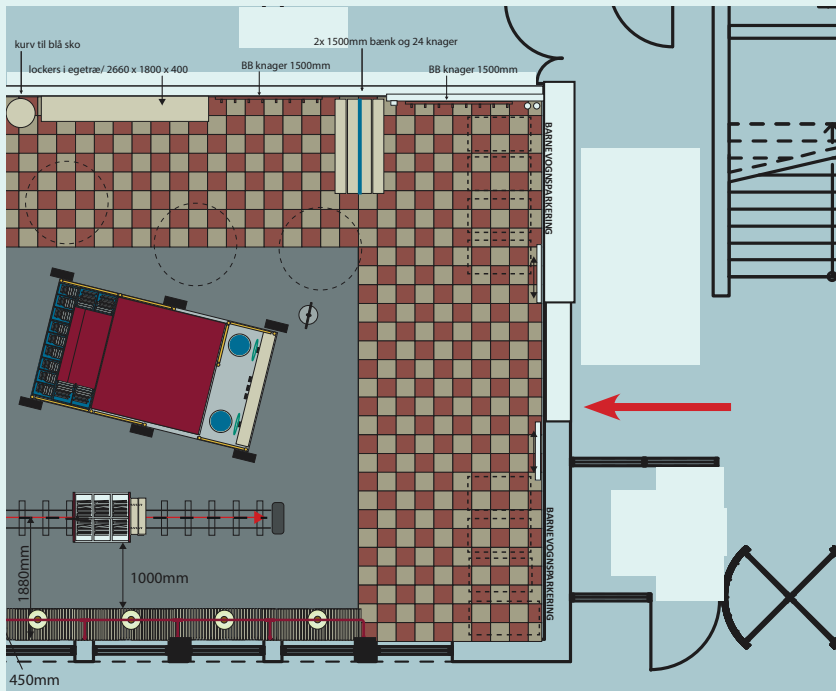 kurv til blå sko
2x 1500mm bænk og 24 knager
lockers i egetræ/ 2660 x 1800 x 400
BB knager 1500mm
BB knager 1500mm
BARNEVOGNSPARKERING
BARNEVOGNSPARKERING
1880mm
1000mm
450mm